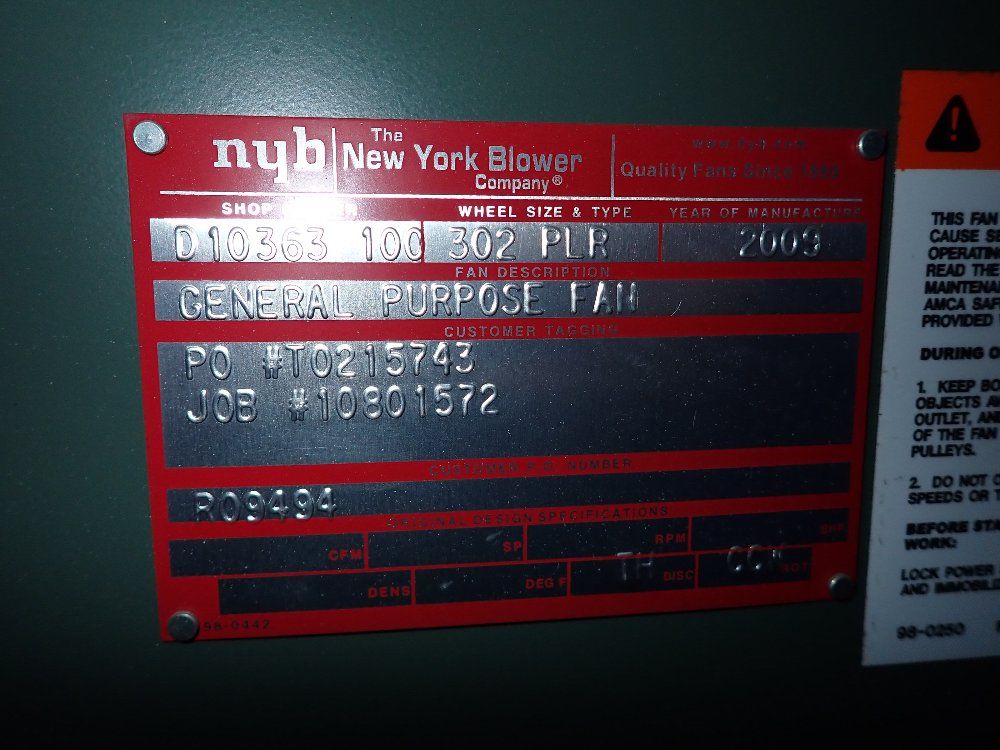 nyb The New York Blower Company®
www.nyb.com
Quality Fans Since 1889
SHOP
WHEEL SIZE & TYPE
YEAR OF MANUFACTURE
D10363 100 302 PLR 2009
FAN DESCRIPTION
GENERAL PURPOSE FAN
CUSTOMER TAGGING
PO #T0215743
JOB #10801572
CUSTOMER P.O. NUMBER
R09494
ORIGINAL DESIGN SPECIFICATIONS
CFM SP RPM BHP
DENS DEG F TH DISC ROT
98-0442
THIS FAN
CAUSE SE
OPERATIN
READ THE
MAINTENA
AMCA SAF
PROVIDED
DURING O
1. KEEP BO
OBJECTS A
OUTLET, AN
OF THE FAN
PULLEYS.
2. DO NOT
SPEEDS OR T
BEFORE STA
WORK:
LOCK POWER
AND IMMOBILE
98-0250